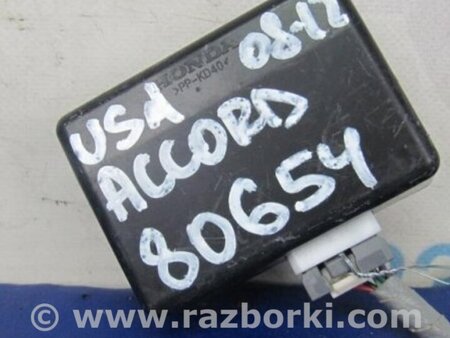 HONDA
>PP-KD40<
USA 08-12
ACCORD
80654
© www.razborki.com